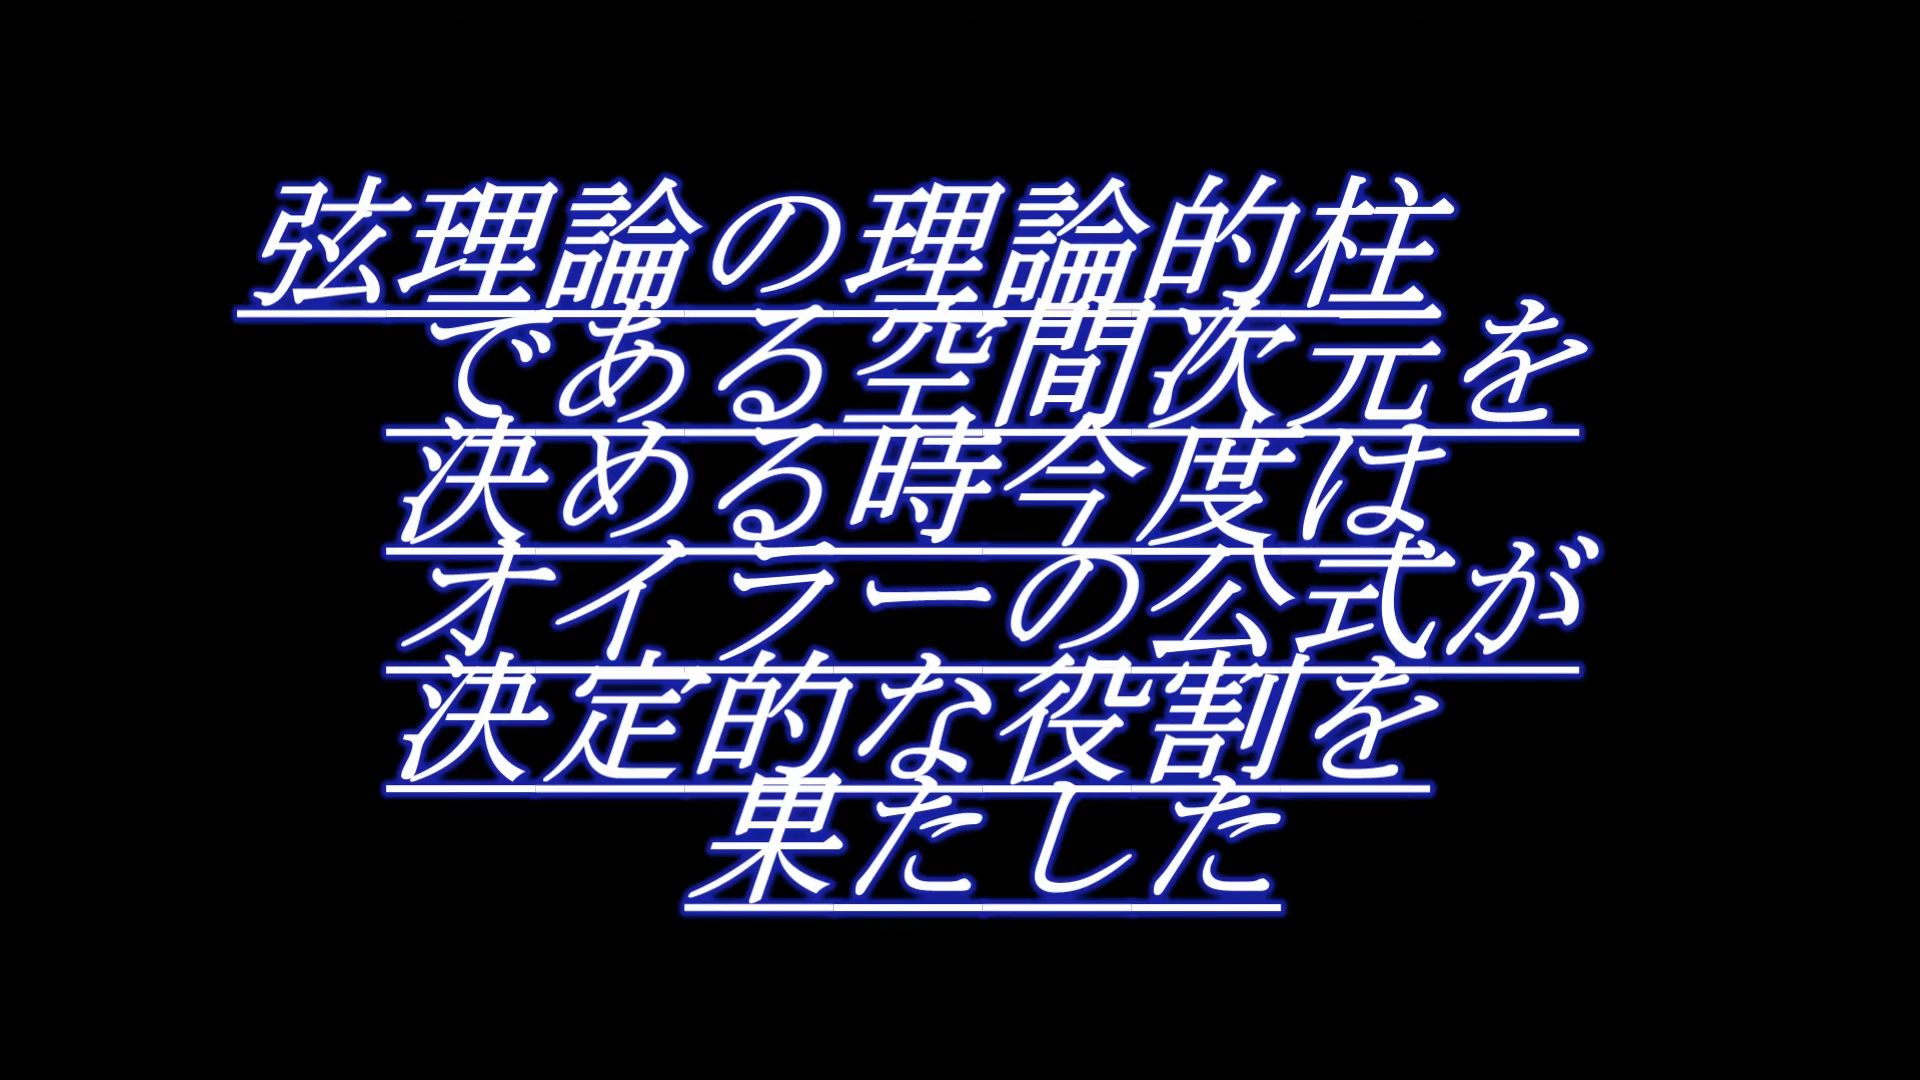 弦理論の理論的柱
である空間次元を
決める時今度は
オイラーの公式が
決定的な役割を
果たした